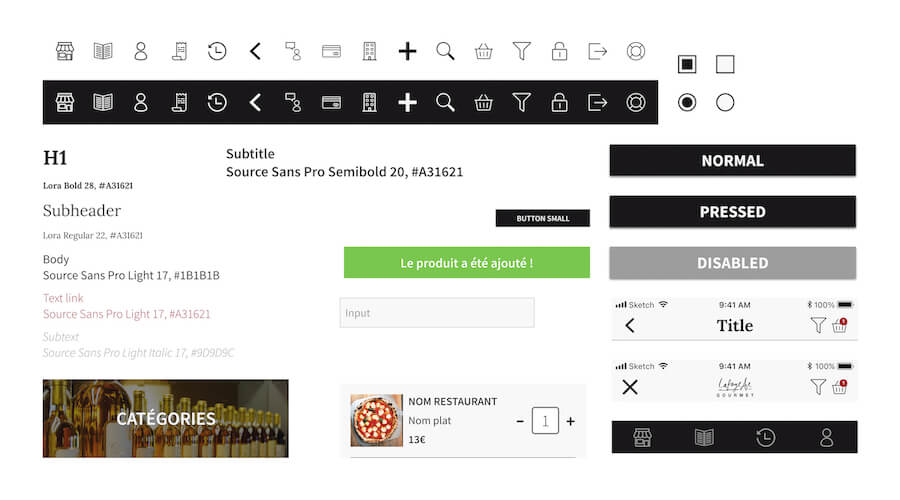 H1
Lora Bold 28, #A31621
Subheader
Lora Regular 22, #A31621
Body
Source Sans Pro Light 17, #1B1B1B
Text link
Source Sans Pro Light 17, #A31621
Subtext
Source Sans Pro Light Italic 17, #9D9D9C
CATÉGORIES
Subtitle
Source Sans Pro Semibold 20, #A31621
BUTTON SMALL
Le produit a été ajouté !
Input
NOM RESTAURANT
Nom plat
13€
- 1 +
NORMAL
PRESSED
DISABLED
Sketch 9:41 AM 100%
Title 1
Sketch 9:41 AM 100%
Lafayette 1
GOURMET